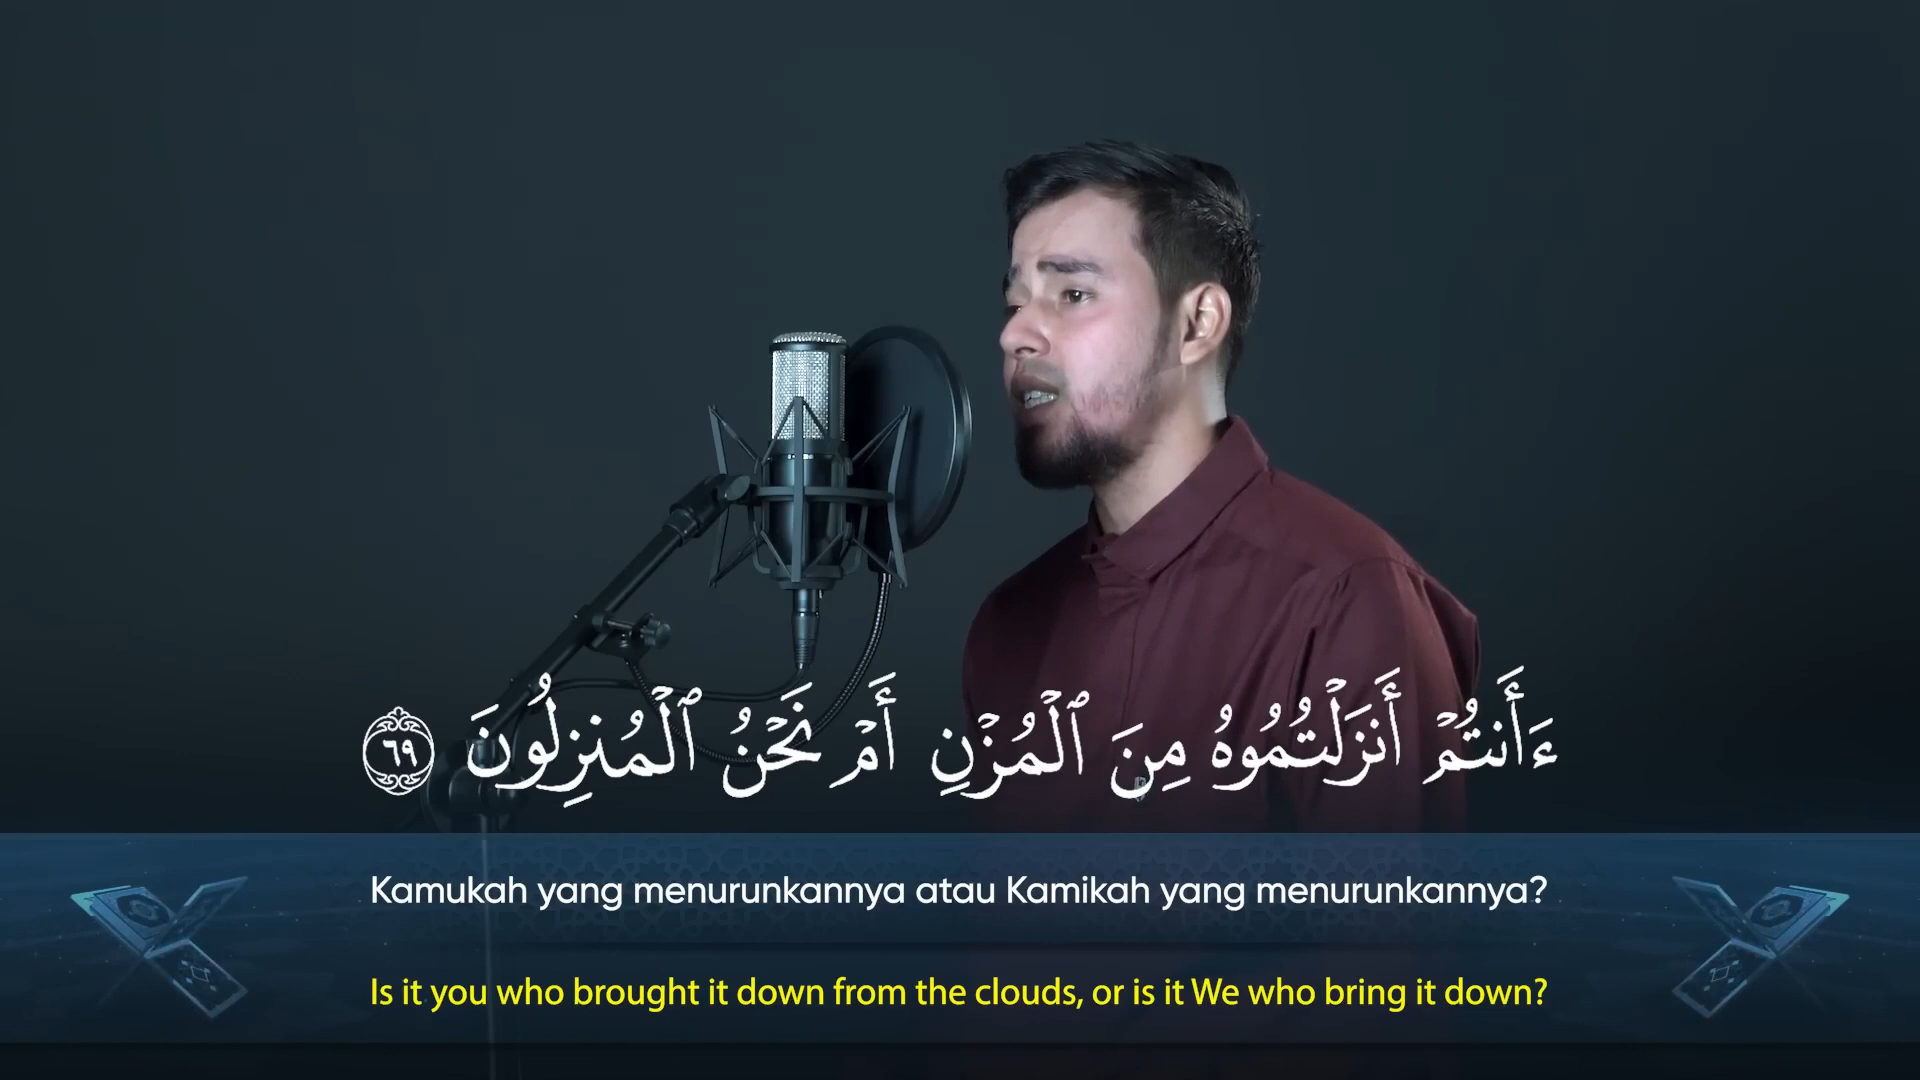 ءَأَنتُمْ أَنزَلْتُمُوهُ مِنَ ٱلْمُزْنِ أَمْ نَحْنُ ٱلْمُنزِلُونَ ٦٩
Kamukah yang menurunkannya atau Kamikah yang menurunkannya?
Is it you who brought it down from the clouds, or is it We who bring it down?